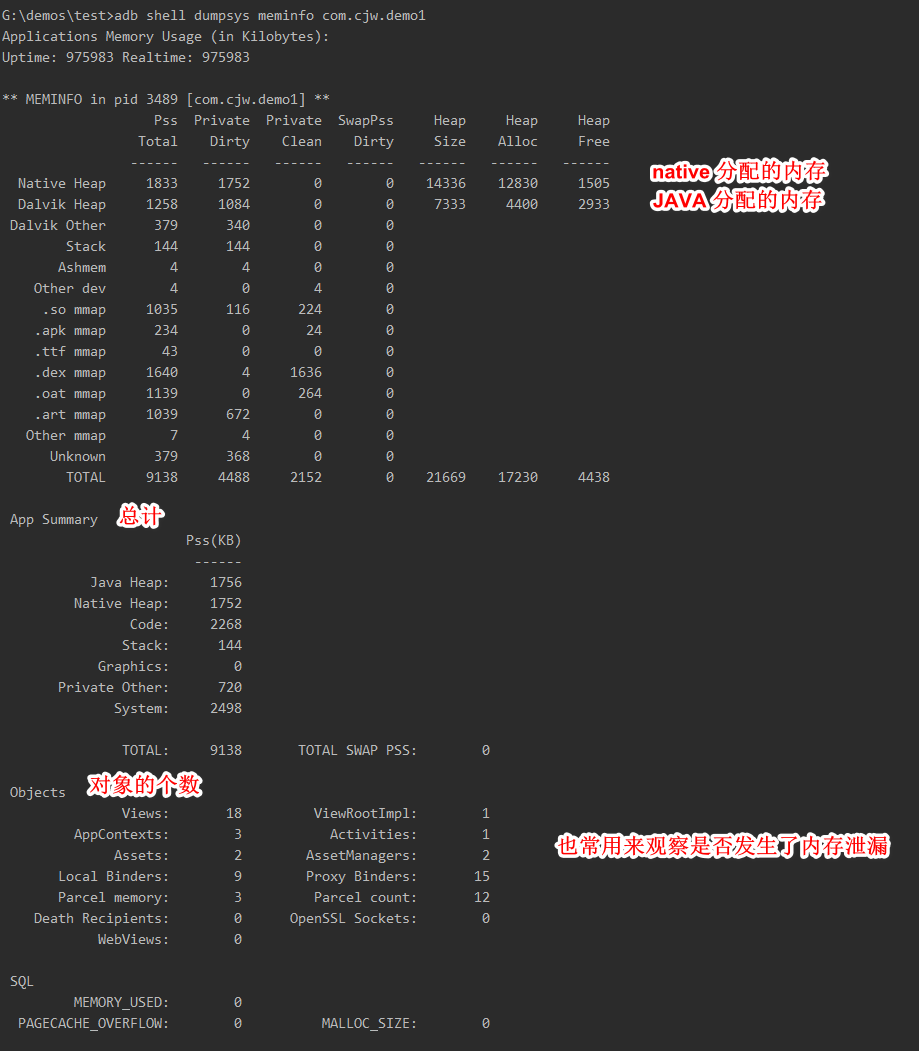 G:\demos\test>adb shell dumpsys meminfo com.cjw.demo1
Applications Memory Usage (in Kilobytes):
Uptime: 975983 Realtime: 975983
** MEMINFO in pid 3489 [com.cjw.demo1] **
Pss Private Private SwapPss Heap Heap Heap
Total Dirty Clean Dirty Size Alloc Free
------ ------ ------ ------ ------ ------ ------
Native Heap 1833 1752 0 0 14336 12830 1505 native 分配的内存
Dalvik Heap 1258 1084 0 0 7333 4400 2933 JAVA 分配的内存
Dalvik Other 379 340 0 0
Stack 144 144 0 0
Ashmem 4 4 0 0
Other dev 4 0 4 0
.so mmap 1035 116 224 0
.apk mmap 234 0 24 0
.ttf mmap 43 0 0 0
.dex mmap 1640 4 1636 0
.oat mmap 1139 0 264 0
.art mmap 1039 672 0 0
Other mmap 7 4 0 0
Unknown 379 368 0 0
TOTAL 9138 4488 2152 0 21669 17230 4438
App Summary 总计
Pss(KB)
------
Java Heap: 1756
Native Heap: 1752
Code: 2268
Stack: 144
Graphics: 0
Private Other: 720
System: 2498
TOTAL: 9138 TOTAL SWAP PSS: 0
Objects 对象的个数
Views: 18 ViewRootImpl: 1
AppContexts: 3 Activities: 1
Assets: 2 AssetManagers: 2 也常用来观察是否发生了内存泄漏
Local Binders: 9 Proxy Binders: 15
Parcel memory: 3 Parcel count: 12
Death Recipients: 0 OpenSSL Sockets: 0
WebViews: 0
SQL
MEMORY_USED: 0
PAGECACHE_OVERFLOW: 0 MALLOC_SIZE: 0